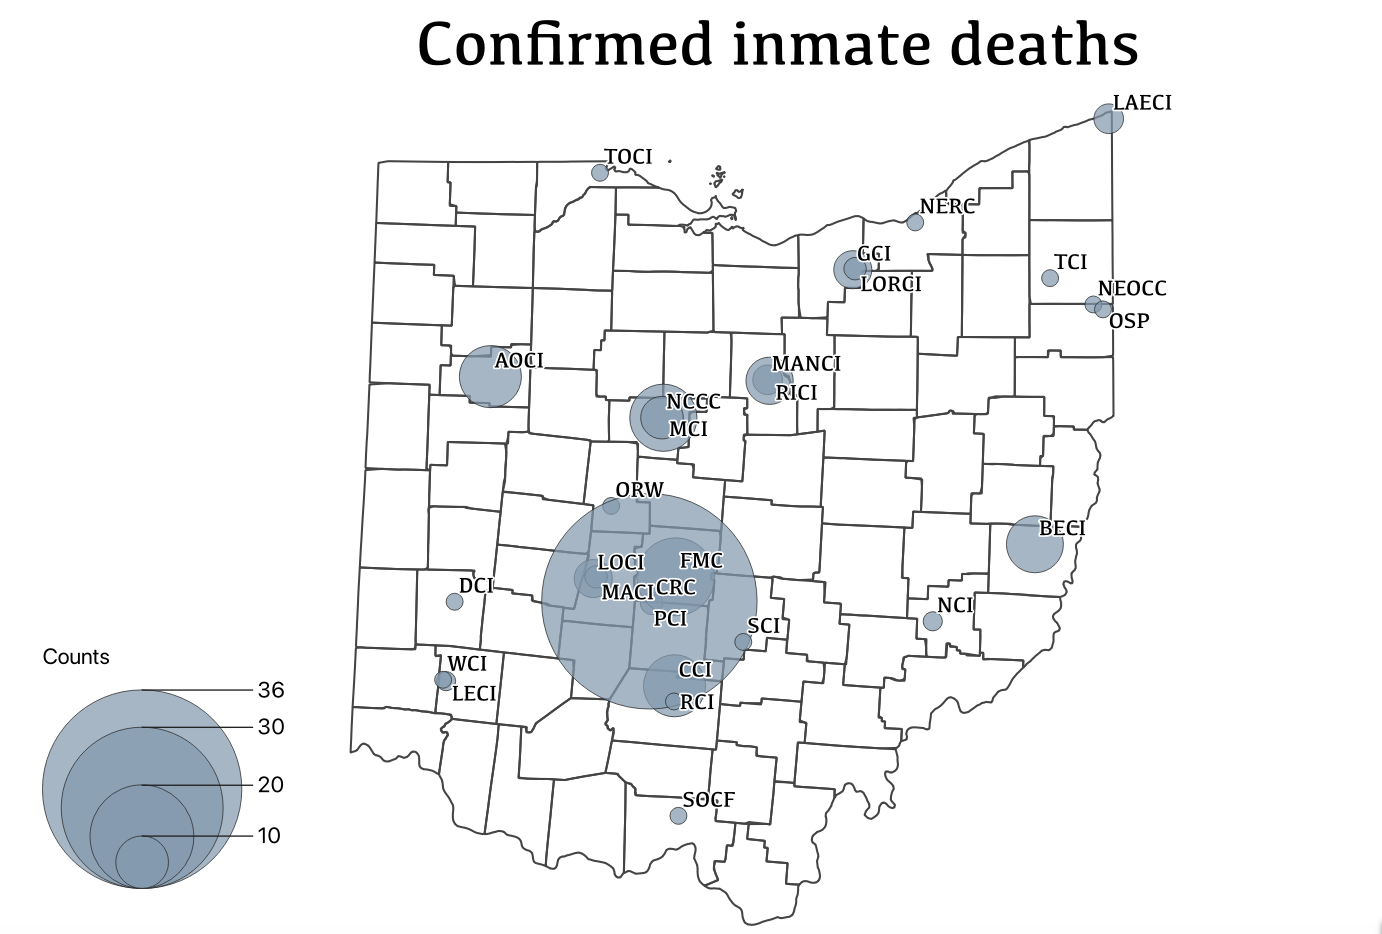 Confirmed inmate deaths
LAECI
TOCI
NERC
GCI
TCI
LORCI
NEOCC
OSP
AOCI
MANCI
RICI
NCCC
MCI
ORW
BECI
LOCI
FMC
DCI
MACI
CRC
NCI
PCI
SCI
Counts
WCI
CCI
LECI
36
RCI
30
20
SOCF
10